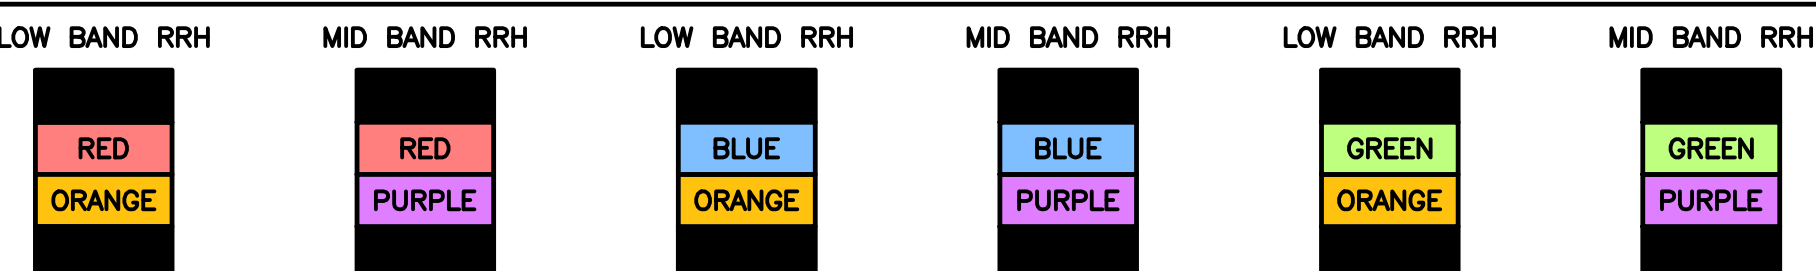 LOW BAND RRH MID BAND RRH LOW BAND RRH MID BAND RRH LOW BAND RRH MID BAND RRH
RED RED BLUE BLUE GREEN GREEN
ORANGE PURPLE ORANGE PURPLE ORANGE PURPLE